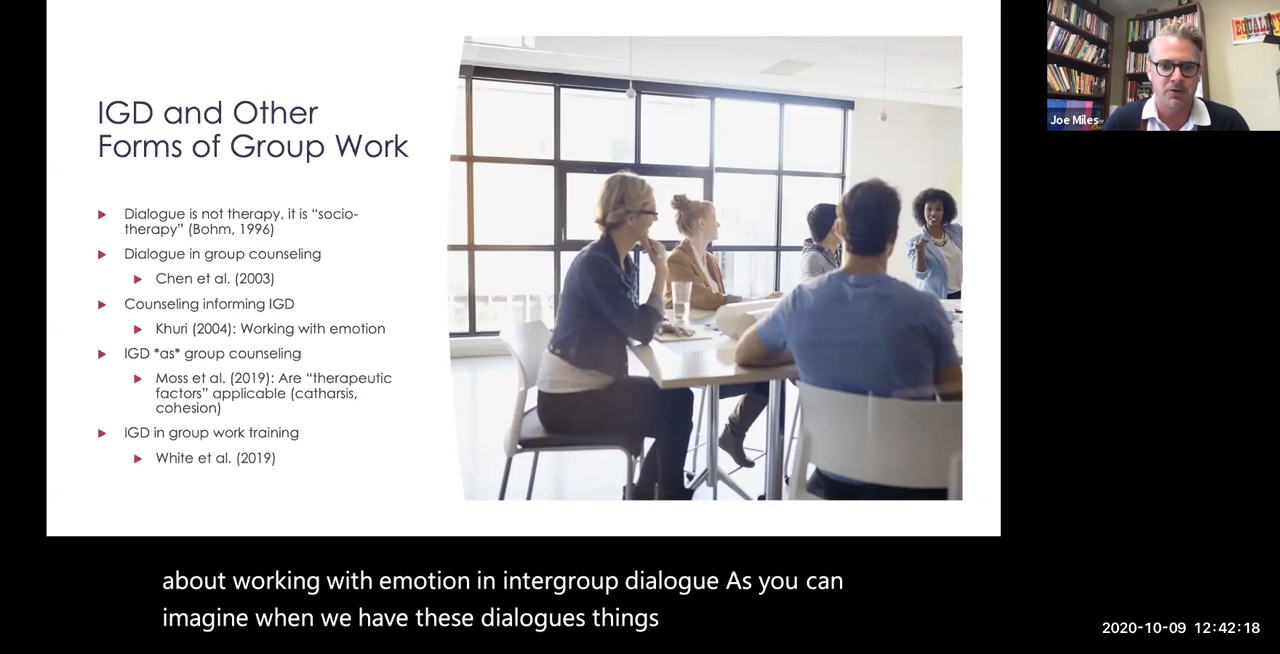 IGD and Other
Forms of Group Work
Dialogue is not therapy, it is “socio-
therapy” (Bohm, 1996)
Dialogue in group counseling
Chen et al. (2003)
Counseling informing IGD
Khuri (2004): Working with emotion
IGD *as* group counseling
Moss et al. (2019): Are “therapeutic
factors” applicable (catharsis,
cohesion)
IGD in group work training
White et al. (2019)
Joe Miles
about working with emotion in intergroup dialogue As you can
imagine when we have these dialogues things
2020-10-09 12:42:18